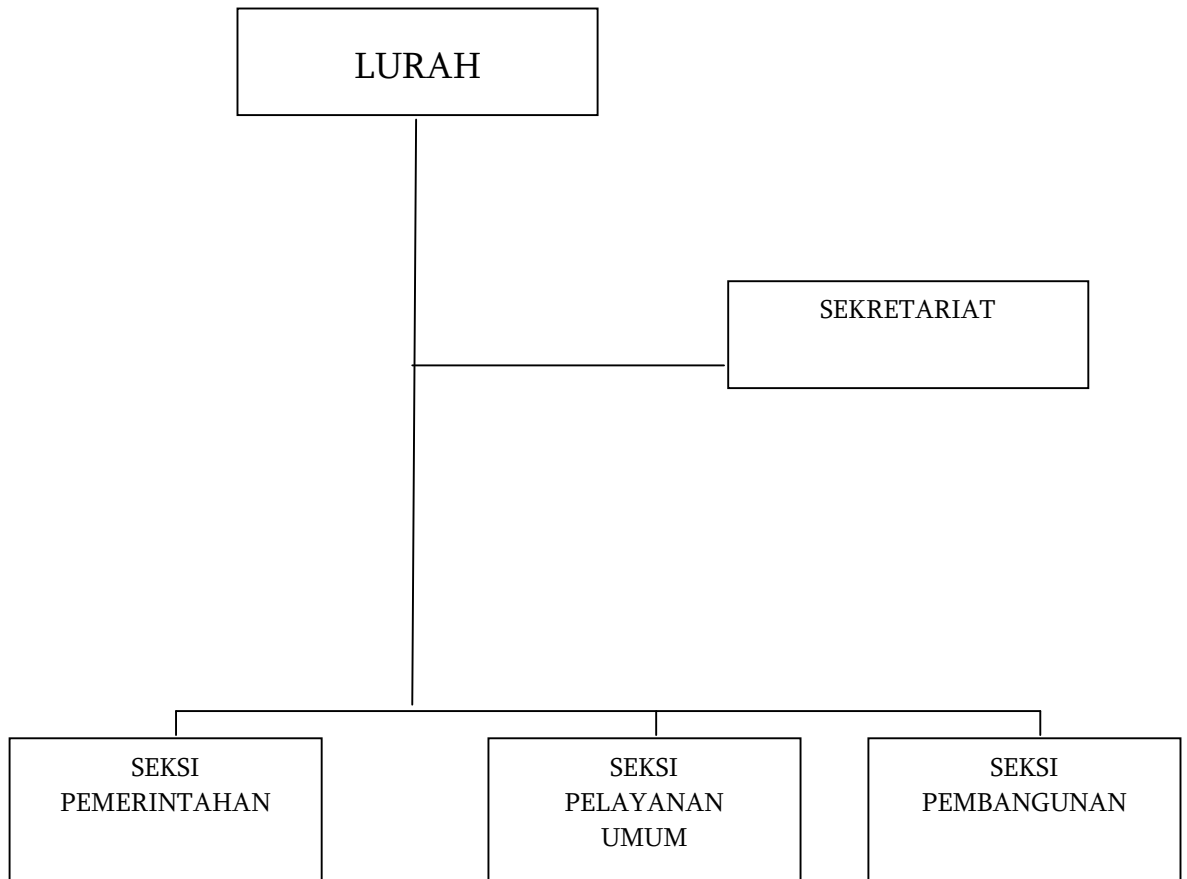 LURAH
SEKRETARIAT
SEKSI
PEMERINTAHAN
SEKSI
PELAYANAN
UMUM
SEKSI
PEMBANGUNAN